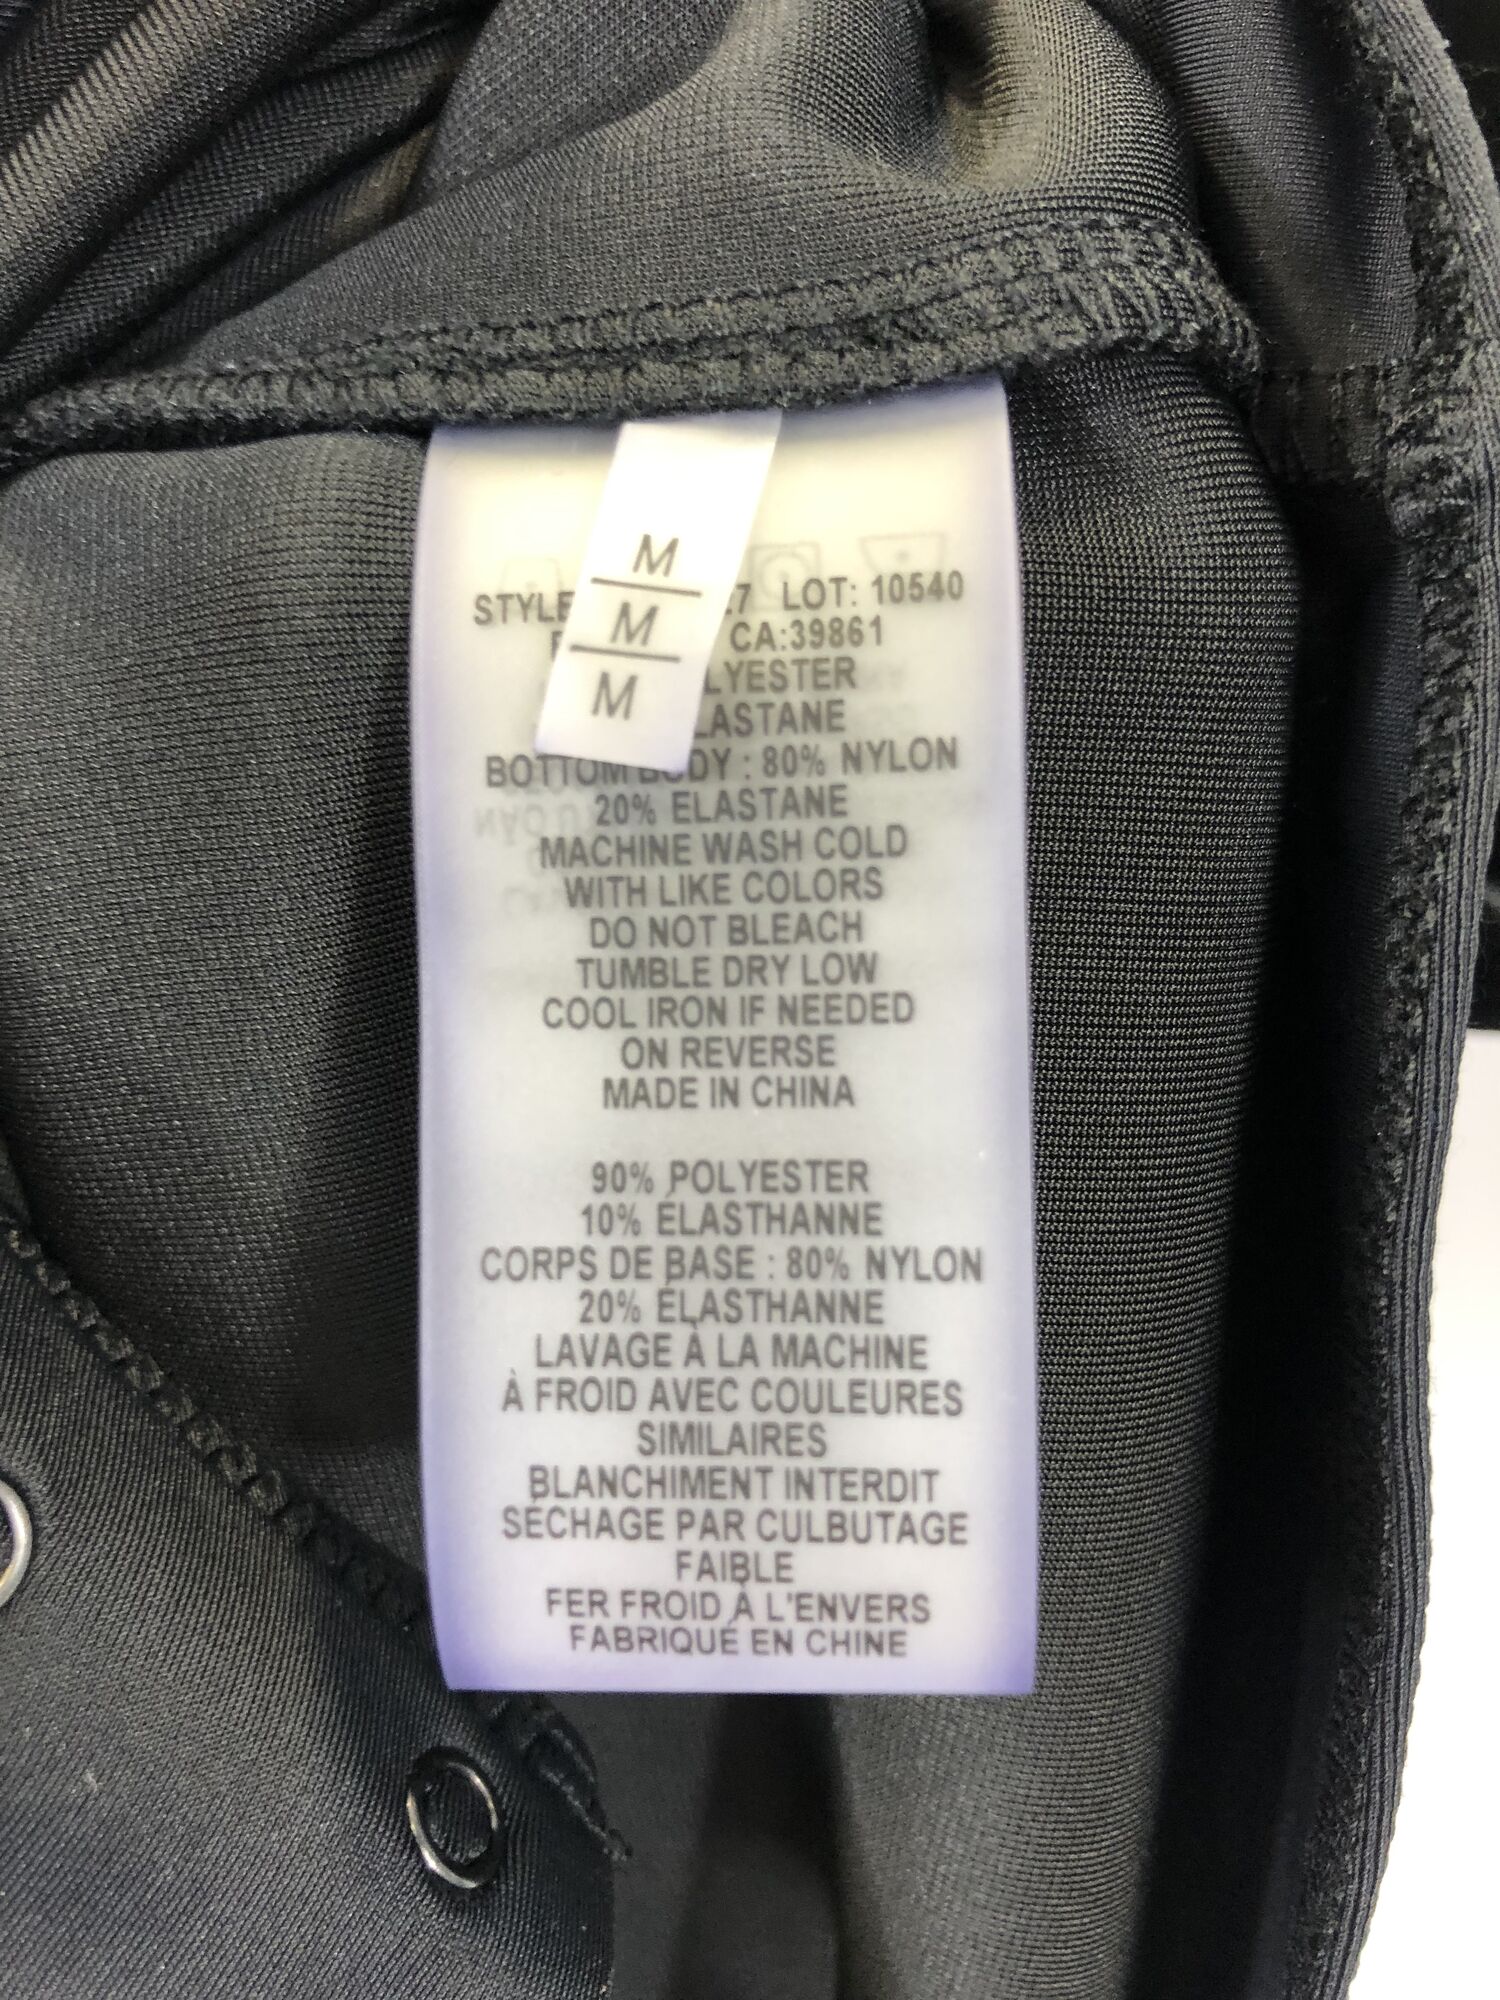 M
M
M
STYLE 7 LOT: 10540
CA:39861
LYESTER
LASTANE
BOTTOM BODY : 80% NYLON
20% ELASTANE
MACHINE WASH COLD
WITH LIKE COLORS
DO NOT BLEACH
TUMBLE DRY LOW
COOL IRON IF NEEDED
ON REVERSE
MADE IN CHINA
90% POLYESTER
10% ÉLASTHANNE
CORPS DE BASE : 80% NYLON
20% ÉLASTHANNE
LAVAGE À LA MACHINE
À FROID AVEC COULEURES
SIMILAIRES
BLANCHIMENT INTERDIT
SÉCHAGE PAR CULBUTAGE
FAIBLE
FER FROID À L'ENVERS
FABRIQUÉ EN CHINE